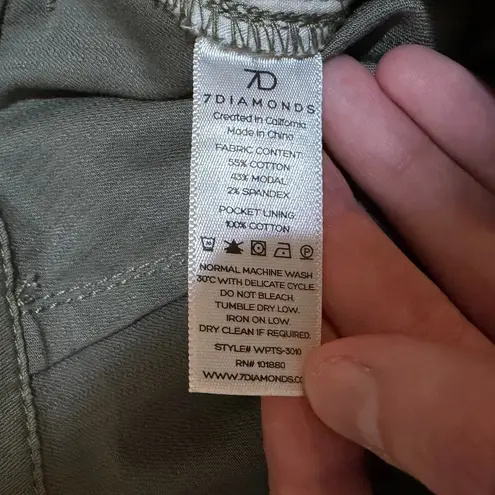 7D
7DIAMONDS
Created in California
Made in China
FABRIC CONTENT:
55% COTTON
43% MODAL
2% SPANDEX
POCKET LINING:
100% COTTON
NORMAL MACHINE WASH
30°C WITH DELICATE CYCLE.
DO NOT BLEACH.
TUMBLE DRY LOW.
IRON ON LOW.
DRY CLEAN IF REQUIRED.
STYLE# WPTS-3010
RN# 101880
WWW.7DIAMONDS.CO